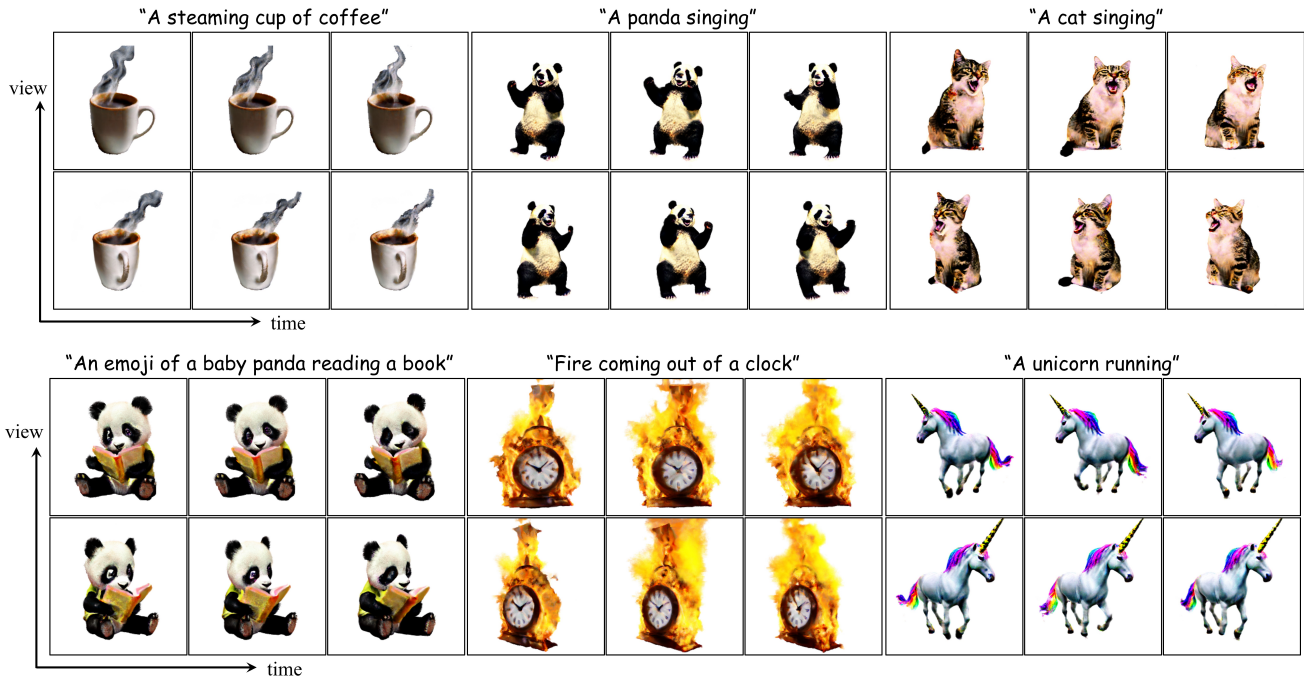 “A steaming cup of coffee”
“A panda singing”
“A cat singing”
view
time
“An emoji of a baby panda reading a book”
“Fire coming out of a clock”
“A unicorn running”
view
time